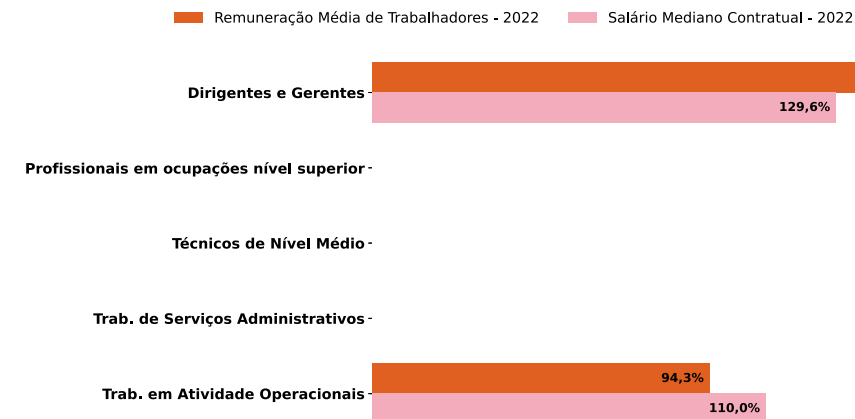 Remuneração Média de Trabalhadores - 2022 Salário Mediano Contratual - 2022
Dirigentes e Gerentes
129,6%
Profissionais em ocupações nível superior
Técnicos de Nível Médio
Trab. de Serviços Administrativos
94,3%
Trab. em Atividade Operacionais
110,0%